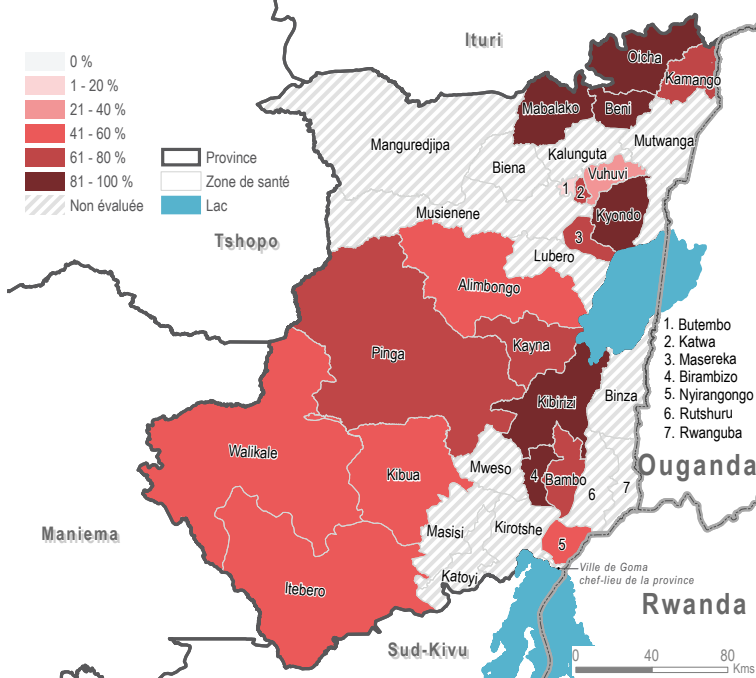 Ituri
0 %
1 - 20 %
21 - 40 %
41 - 60 %
61 - 80 %
81 - 100 %
Non évaluée
Province
Zone de santé
Lac
Oicha
Kamango
Mabalako
Beni
Manguredjipa
Mutwanga
Kalunguta
Biena
Vuhuvi
1
2
Musienene
Kyondo
3
Tshopo
Lubero
Alimbongo
1. Butembo
2. Katwa
3. Masereka
4. Birambizo
5. Nyirangongo
6. Rutshuru
7. Rwanguba
Pinga
Kayna
Binza
Kibirizi
Walikale
Kibua
Mweso
4
Bambo
6
7
Ouganda
Maniema
Masisi
Kirotshe
5
Katoyi
Itebero
Ville de Goma
chef-lieu de la province
Rwanda
Sud-Kivu
0 40 80
Kms